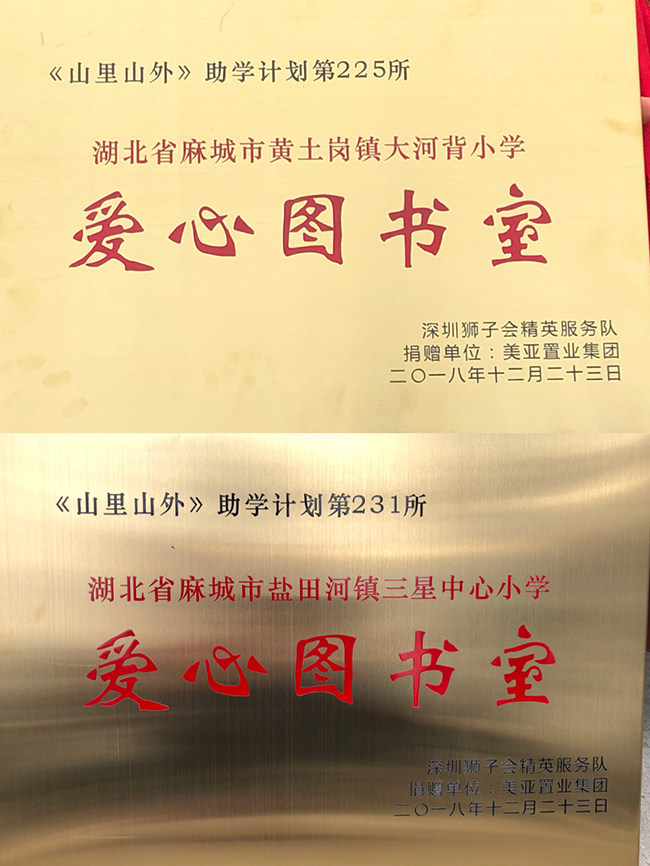 《山里山外》助学计划第225所
湖北省麻城市黄土岗镇大河背小学
爱心图书室
深圳狮子会精英服务队
捐赠单位：美亚置业集团
二〇一八年十二月二十三日
《山里山外》助学计划第231所
湖北省麻城市盐田河镇三星中心小学
爱心图书室
深圳狮子会精英服务队
捐赠单位：美亚置业集团
二〇一八年十二月二十三日